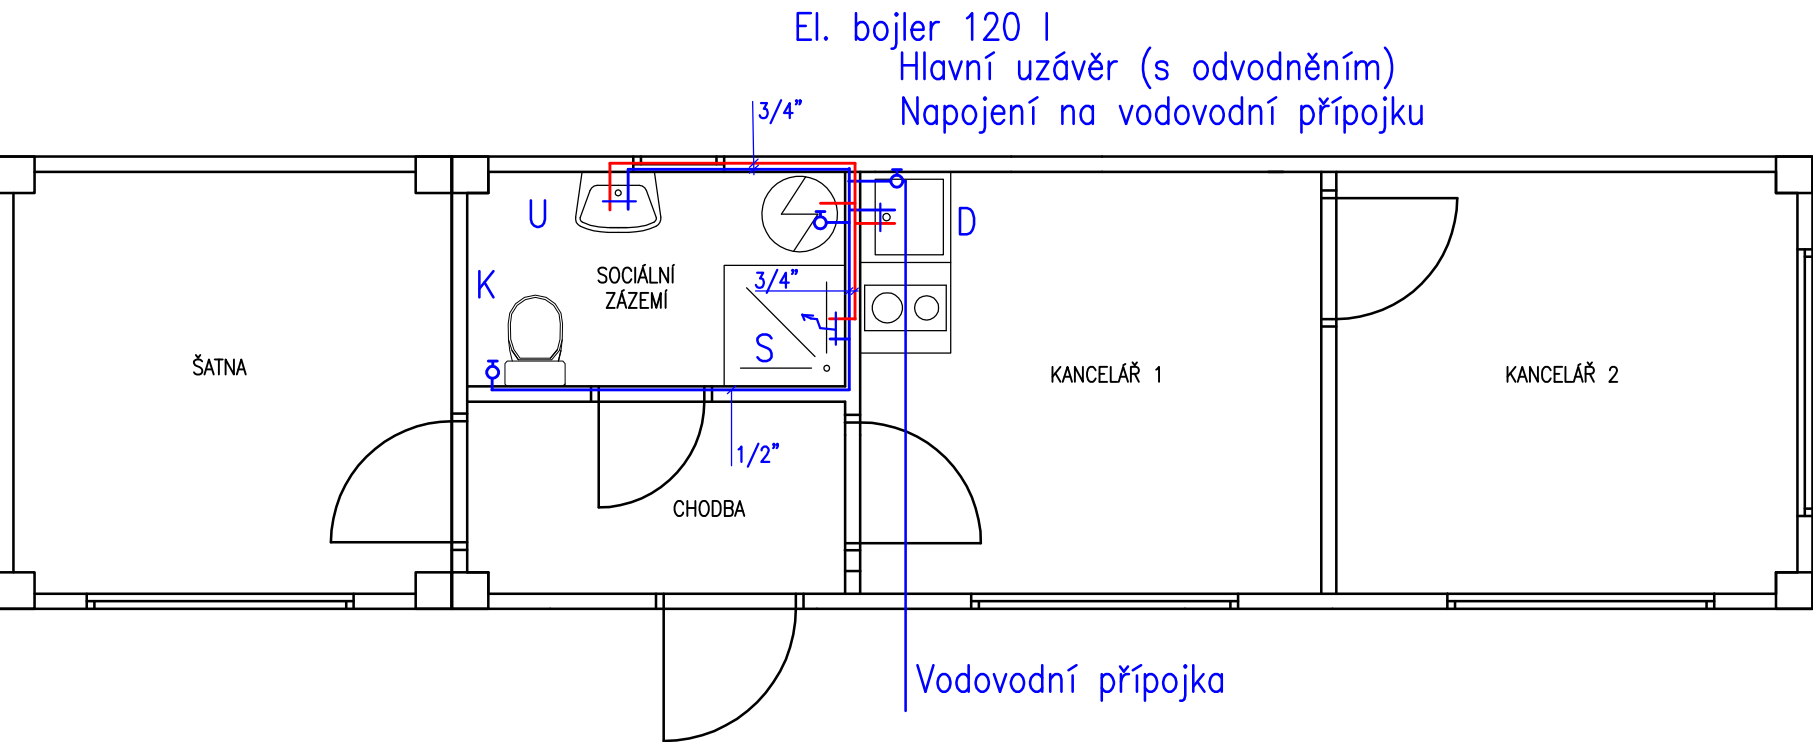 El. bojler 120 l
Hlavní uzávěr (s odvodněním)
Napojení na vodovodní přípojku
3/4"
U
D
K
SOCIÁLNÍ
ZÁZEMÍ
3/4"
S
ŠATNA
KANCELÁŘ 1
KANCELÁŘ 2
1/2"
CHODBA
Vodovodní přípojka